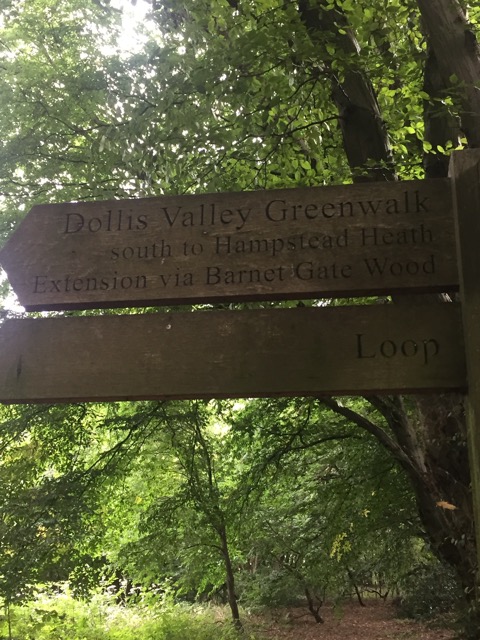 Dollis Valley Greenwalk
south to Hampstead Heath
Extension via Barnet Gate Wood
Loop